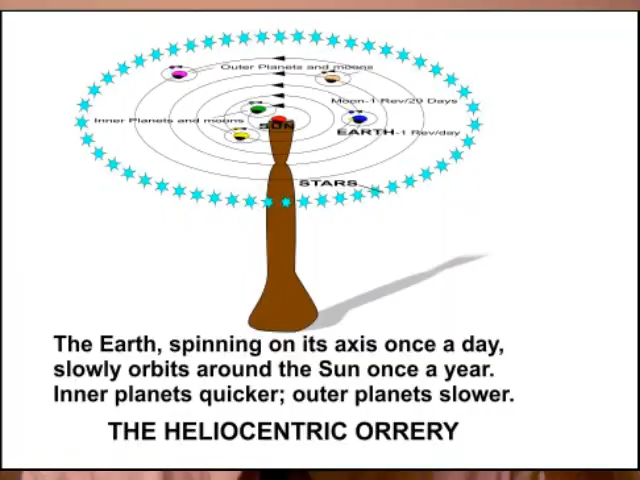 Outer Planets and moons
Moon-1 Rev/29 Days
Inner Planets and moons
SUN
EARTH-1 Rev/day
STARS
The Earth, spinning on its axis once a day,
slowly orbits around the Sun once a year.
Inner planets quicker; outer planets slower.
THE HELIOCENTRIC ORRERY